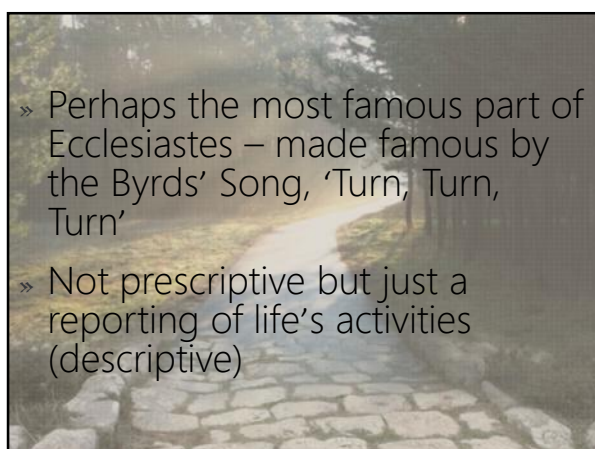 » Perhaps the most famous part of
Ecclesiastes – made famous by
the Byrds’ Song, ‘Turn, Turn,
Turn’
» Not prescriptive but just a
reporting of life’s activities
(descriptive)